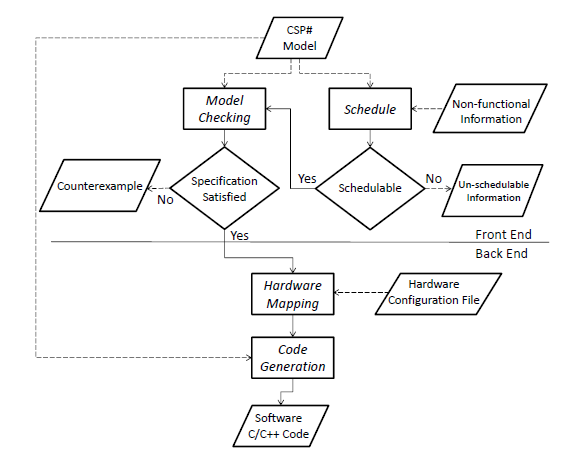 CSP#
Model
Model
Checking
Schedule
Non-functional
Information
Counterexample
No
Specification
Satisfied
Yes
Schedulable
No
Un-schedulable
Information
Yes
Front End
Back End
Hardware
Mapping
Hardware
Configuration File
Code
Generation
Software
C/C++ Code